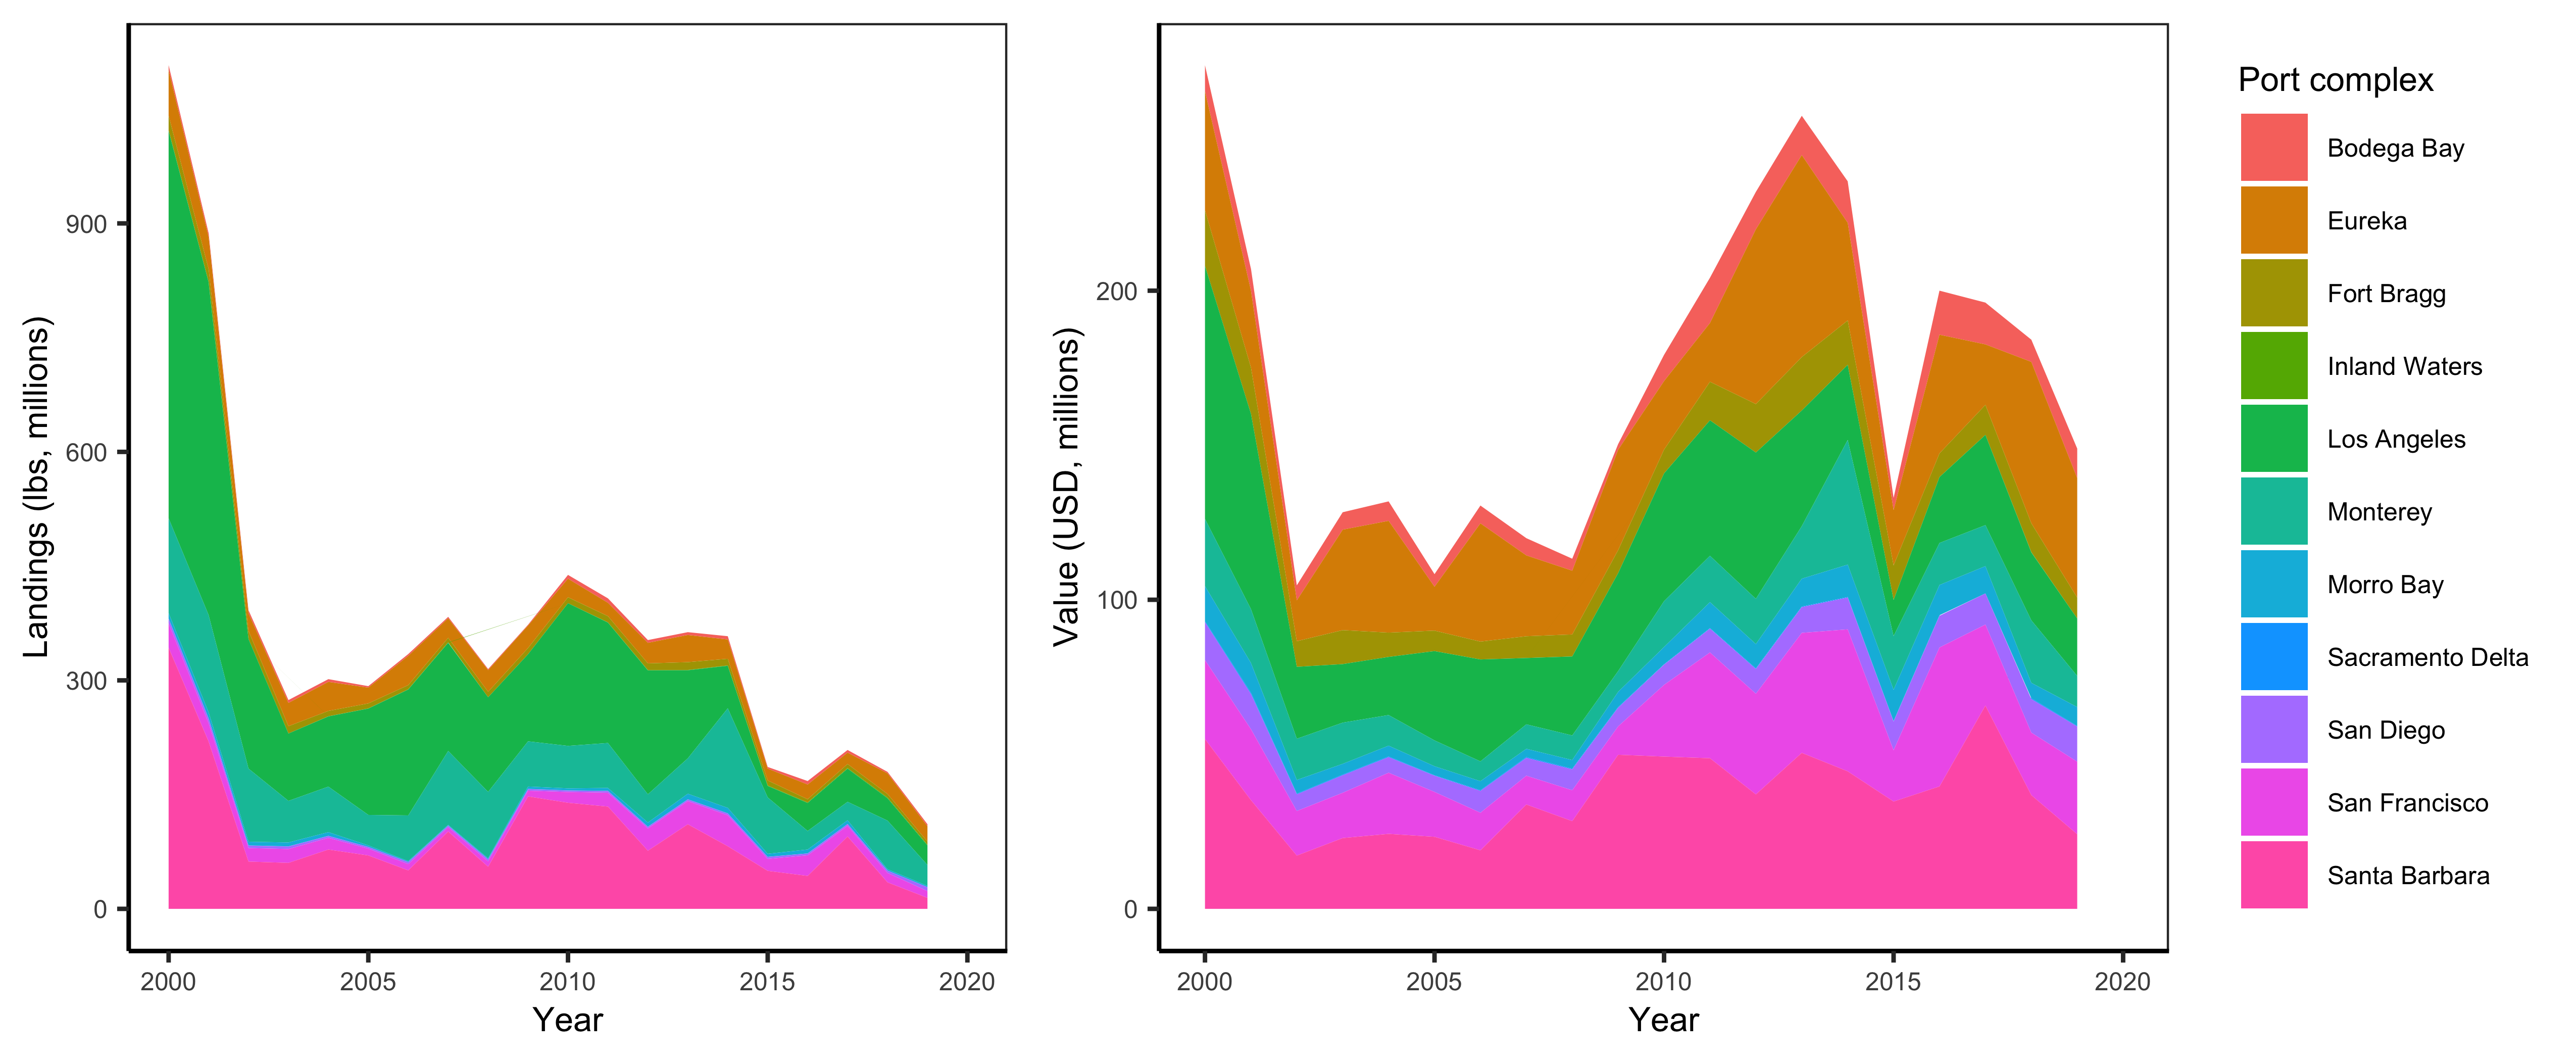 Landings (lbs, millions)
900
600
300
0
2000 2005 2010 2015 2020
Year
Value (USD, millions)
200
100
0
2000 2005 2010 2015 2020
Year
Port complex
Bodega Bay
Eureka
Fort Bragg
Inland Waters
Los Angeles
Monterey
Morro Bay
Sacramento Delta
San Diego
San Francisco
Santa Barbara